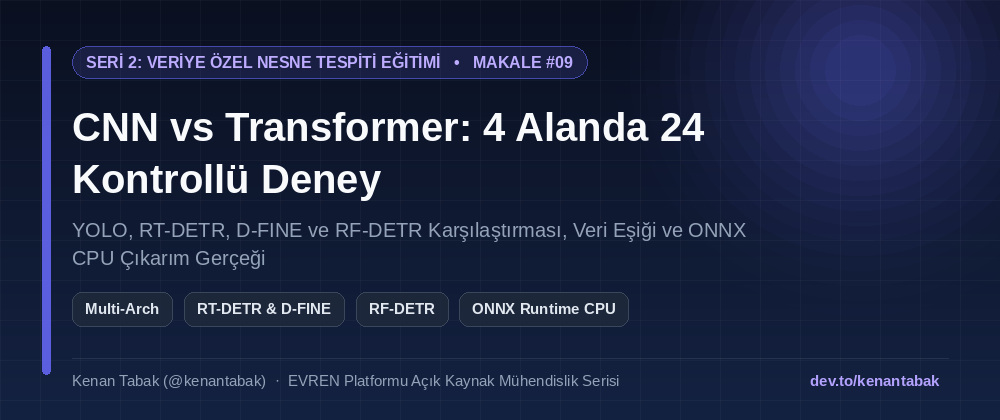 SERİ 2: VERİYE ÖZEL NESNE TESPİTİ EĞİTİMİ • MAKALE #09
CNN vs Transformer: 4 Alanda 24
Kontrollü Deney
YOLO, RT-DETR, D-FINE ve RF-DETR Karşılaştırması, Veri Eşiği ve ONNX
CPU Çıkarım Gerçeği
Multi-Arch RT-DETR & D-FINE RF-DETR ONNX Runtime CPU
Kenan Tabak (@kenantabak) · EVREN Platformu Açık Kaynak Mühendislik Serisi dev.to/kenantabak